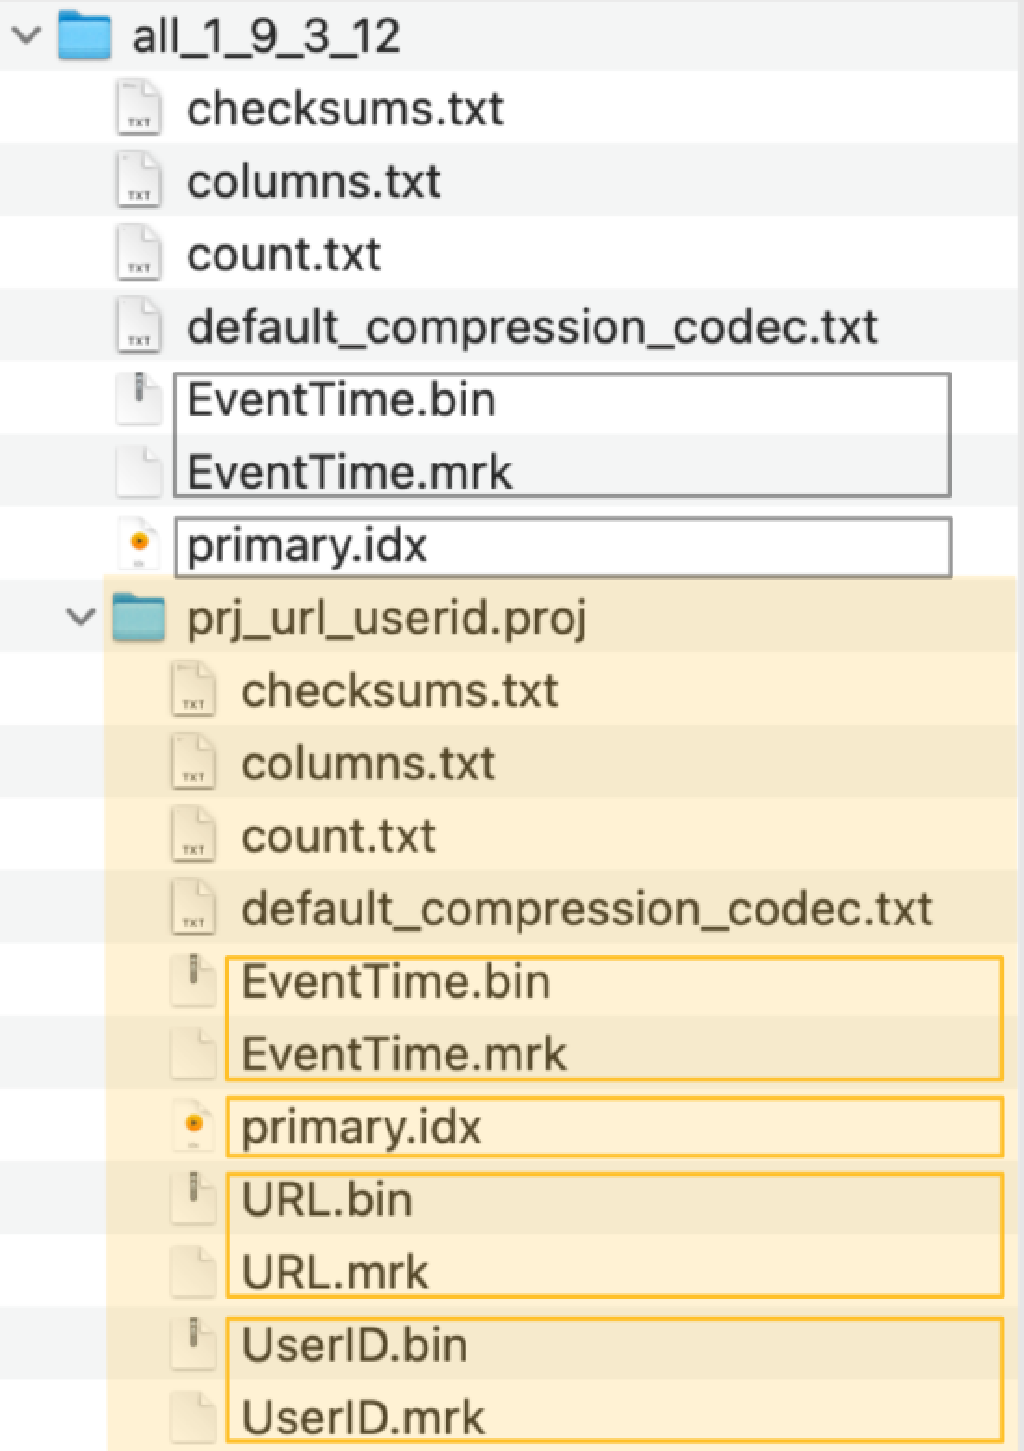 all_1_9_3_12
TXT
checksums.txt
TXT
columns.txt
TXT
count.txt
TXT
default_compression_codec.txt
EventTime.bin
EventTime.mrk
primary.idx
prj_url_userid.proj
TXT
checksums.txt
TXT
columns.txt
TXT
count.txt
TXT
default_compression_codec.txt
EventTime.bin
EventTime.mrk
primary.idx
URL.bin
URL.mrk
UserID.bin
UserID.mrk